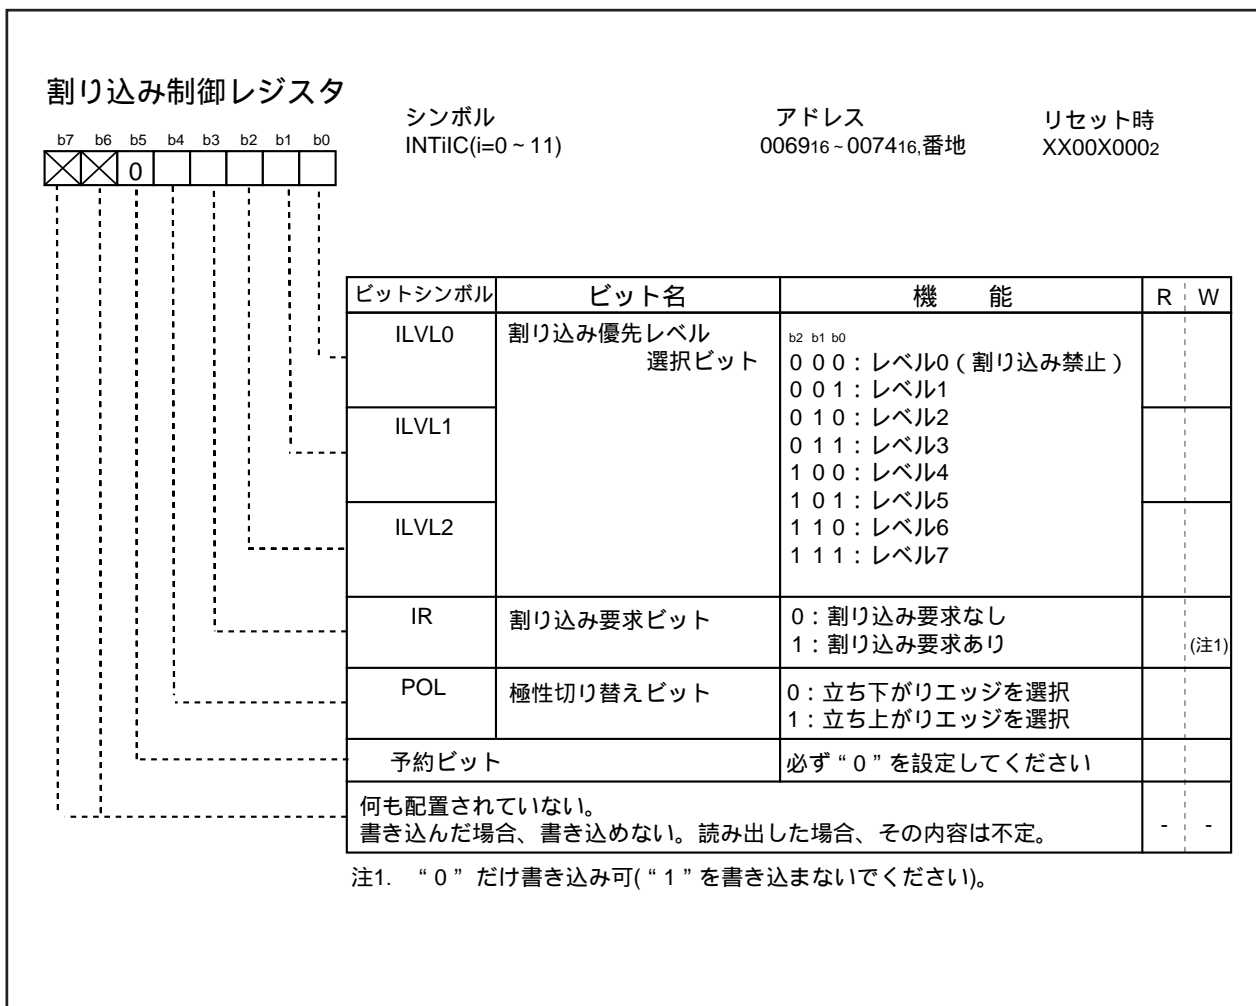 割り込み制御レジスタ
シンボル
INTiIC(i=0 ~ 11)
アドレス
006916 ~ 007416,番地
リセット時
XX00X0002
b7 b6 b5 b4 b3 b2 b1 b0
0
ビットシンボル ビット名 機 能 R W
ILVL0
割り込み優先レベル
選択ビット
b2 b1 b0
0 0 0 : レベル0 ( 割り込み禁止 )
0 0 1 : レベル1
ILVL1
0 1 0 : レベル2
0 1 1 : レベル3
1 0 0 : レベル4
1 0 1 : レベル5
ILVL2
1 1 0 : レベル6
1 1 1 : レベル7
IR
割り込み要求ビット
0 : 割り込み要求なし
1 : 割り込み要求あり
(注1)
POL
極性切り替えビット
0 : 立ち下がりエッジを選択
1 : 立ち上がりエッジを選択
予約ビット
必ず “ 0 ” を設定してください
何も配置されていない。
書き込んだ場合、書き込めない。読み出した場合、その内容は不定。
- -
注1. “ 0 ” だけ書き込み可( “ 1 ” を書き込まないでください)。